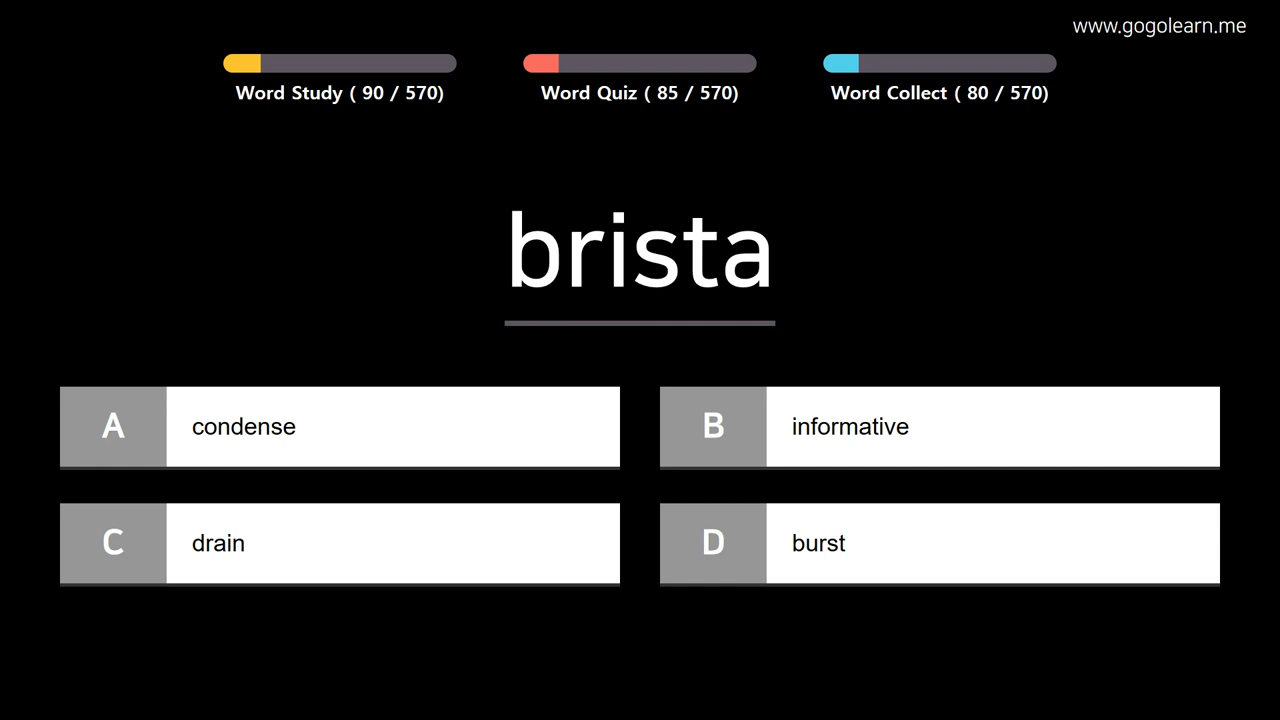 www.gogolearn.me
Word Study ( 90 / 570)
Word Quiz ( 85 / 570)
Word Collect ( 80 / 570)
brista
A condense
B informative
C drain
D burst